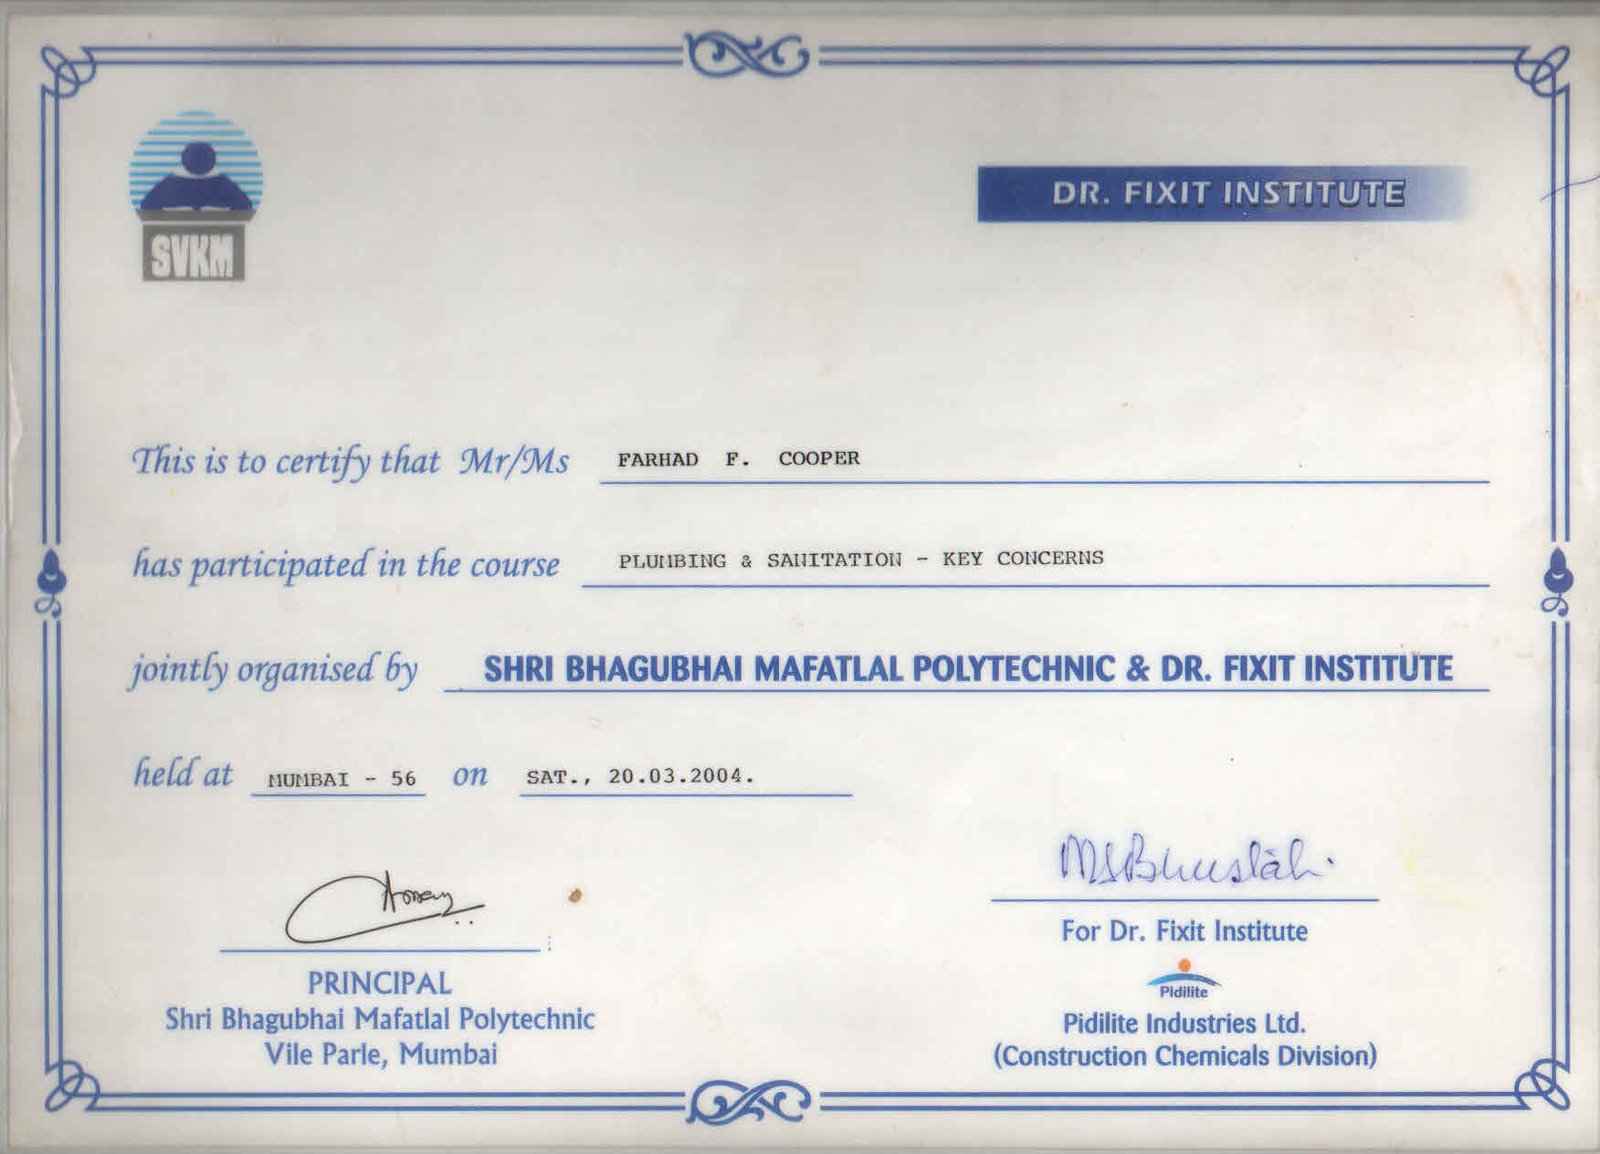 SVKM
DR. FIXIT INSTITUTE
This is to certify that Mr/Ms FARHAD F. COOPER
has participated in the course PLUMBING & SANITATION - KEY CONCERNS
jointly organised by SHRI BHAGUBHAI MAFATLAL POLYTECHNIC & DR. FIXIT INSTITUTE
held at MUMBAI - 56 on SAT., 20.03.2004.
PRINCIPAL
Shri Bhagubhai Mafatlal Polytechnic
Vile Parle, Mumbai
For Dr. Fixit Institute
Pidilite
Pidilite Industries Ltd.
(Construction Chemicals Division)